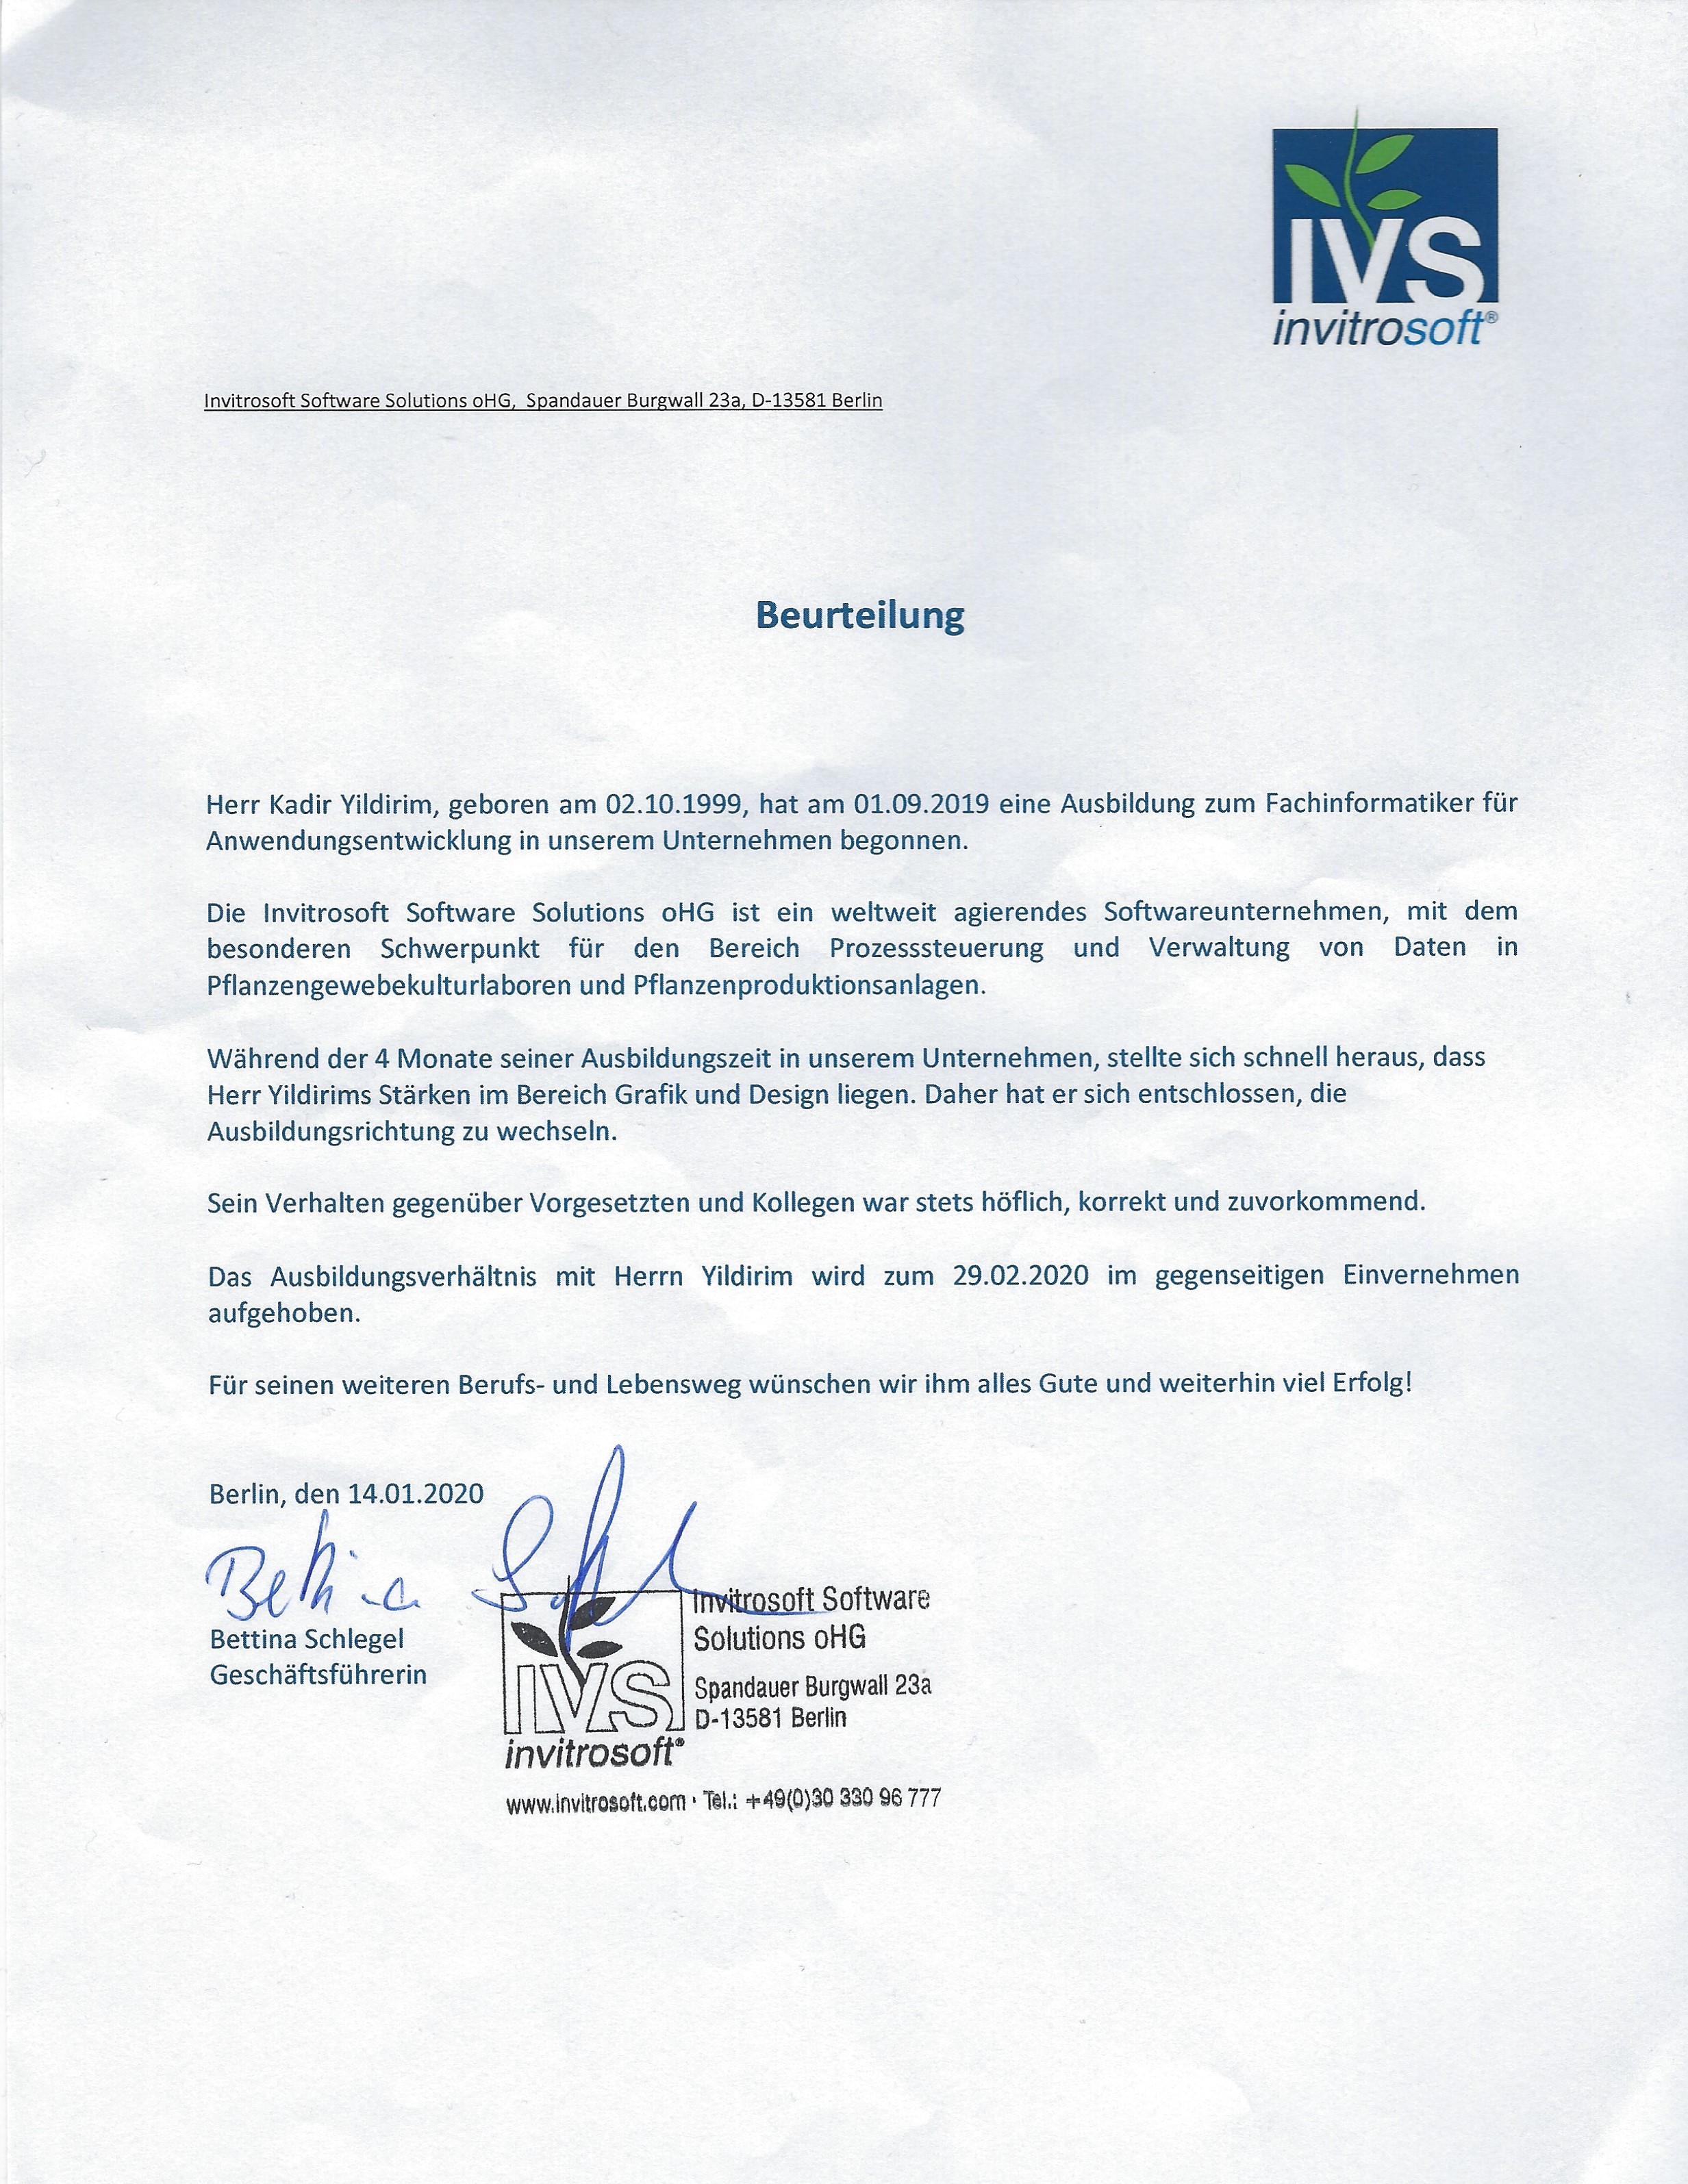 IVS
invitrosoft®
Invitrosoft Software Solutions oHG, Spandauer Burgwall 23a, D-13581 Berlin
Beurteilung
Herr Kadir Yildirim, geboren am 02.10.1999, hat am 01.09.2019 eine Ausbildung zum Fachinformatiker für
Anwendungsentwicklung in unserem Unternehmen begonnen.
Die Invitrosoft Software Solutions oHG ist ein weltweit agierendes Softwareunternehmen, mit dem
besonderen Schwerpunkt für den Bereich Prozesssteuerung und Verwaltung von Daten in
Pflanzengewebekulturlaboren und Pflanzenproduktionsanlagen.
Während der 4 Monate seiner Ausbildungszeit in unserem Unternehmen, stellte sich schnell heraus, dass
Herr Yildirims Stärken im Bereich Grafik und Design liegen. Daher hat er sich entschlossen, die
Ausbildungsrichtung zu wechseln.
Sein Verhalten gegenüber Vorgesetzten und Kollegen war stets höflich, korrekt und zuvorkommend.
Das Ausbildungsverhältnis mit Herrn Yildirim wird zum 29.02.2020 im gegenseitigen Einvernehmen
aufgehoben.
Für seinen weiteren Berufs- und Lebensweg wünschen wir ihm alles Gute und weiterhin viel Erfolg!
Berlin, den 14.01.2020
Bettina
Bettina Schlegel
Geschäftsführerin
Invitrosoft Software
Solutions oHG
Spandauer Burgwall 23a
D-13581 Berlin
IVS
invitrosoft®
www.invitrosoft.com · Tel.: +49(0)30 330 96 777